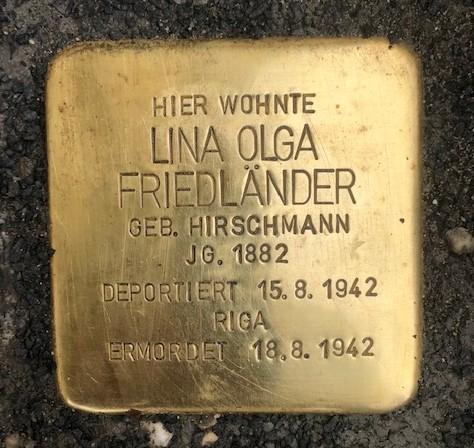 HIER WOHNTE
LINA OLGA
FRIEDLÄNDER
GEB. HIRSCHMANN
JG. 1882
DEPORTIERT 15.8.1942
RIGA
ERMORDET 18.8.1942